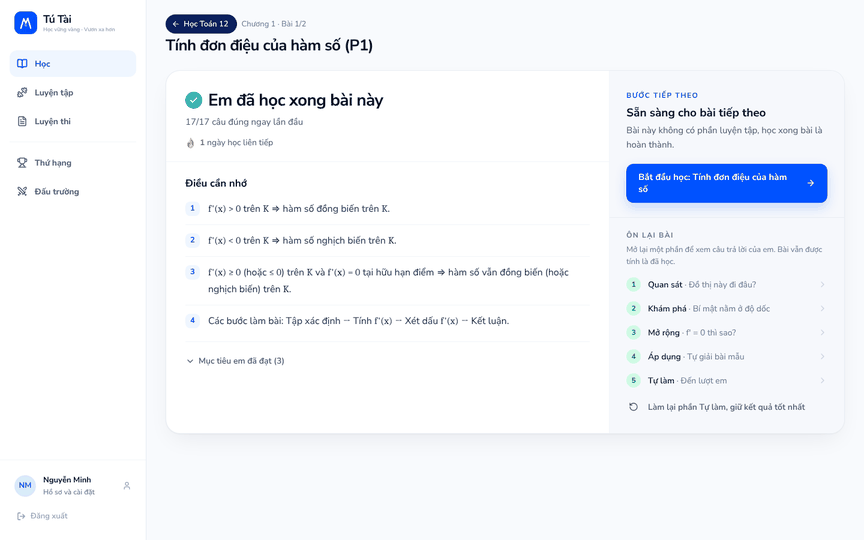 Tú Tài
Học vững vàng · Vươn xa hơn
Học
Luyện tập
Luyện thi
Thứ hạng
Đấu trường
Nguyễn Minh
NM
Hồ sơ và cài đặt
Đăng xuất
← Học Toán 12
Chương 1 · Bài 1/2
Tính đơn điệu của hàm số (P1)
Em đã học xong bài này
17/17 câu đúng ngay lần đầu
1 ngày học liên tiếp
Điều cần nhớ
1 f'(x) > 0 trên K ⇒ hàm số đồng biến trên K.
2 f'(x) < 0 trên K ⇒ hàm số nghịch biến trên K.
3 f'(x) ≥ 0 (hoặc ≤ 0) trên K và f'(x) = 0 tại hữu hạn điểm ⇒ hàm số vẫn đồng biến (hoặc
nghịch biến) trên K.
4 Các bước làm bài: Tập xác định → Tính f'(x) → Xét dấu f'(x) → Kết luận.
Mục tiêu em đã đạt (3)
BƯỚC TIẾP THEO
Sẵn sàng cho bài tiếp theo
Bài này không có phần luyện tập, học xong bài là
hoàn thành.
Bắt đầu học: Tính đơn điệu của hàm
số →
ÔN LẠI BÀI
Mở lại một phần để xem câu trả lời của em. Bài vẫn được
tính là đã học.
1 Quan sát · Đồ thị này đi đâu?
2 Khám phá · Bí mật nằm ở độ dốc
3 Mở rộng · f' = 0 thì sao?
4 Áp dụng · Tự giải bài mẫu
5 Tự làm · Đến lượt em
Làm lại phần Tự làm, giữ kết quả tốt nhất